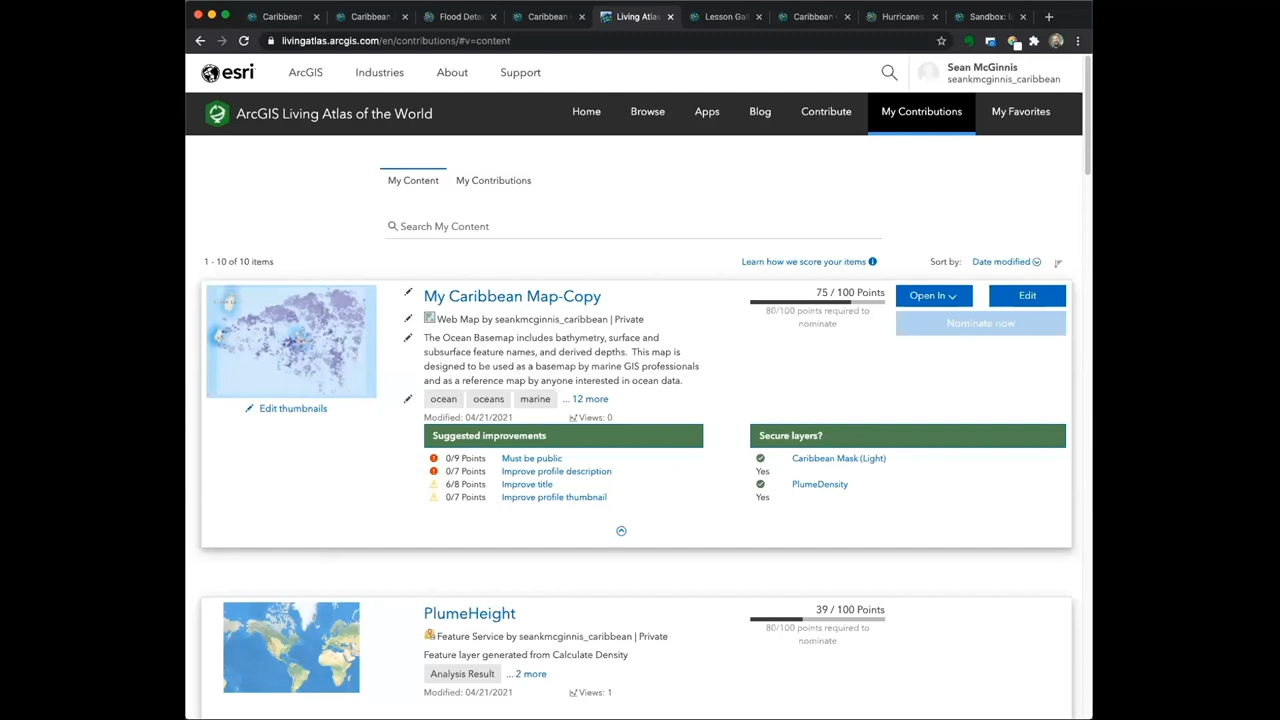 Caribbean
Caribbean
Flood Dete
Caribbean
Living Atlas
Lesson Gal
Caribbean
Hurricanes
Sandbox:
livingatlas.arcgis.com/en/contributions/#v=content
esri
ArcGIS
Industries
About
Support
Sean McGinnis
seankmcginnis_caribbean
ArcGIS Living Atlas of the World
Home
Browse
Apps
Blog
Contribute
My Contributions
My Favorites
My Content
My Contributions
Search My Content
1 - 10 of 10 items
Learn how we score your items
Sort by:
Date modified
My Caribbean Map-Copy
Web Map by seankmcginnis_caribbean | Private
The Ocean Basemap includes bathymetry, surface and
subsurface feature names, and derived depths. This map is
designed to be used as a basemap by marine GIS professionals
and as a reference map by anyone interested in ocean data.
ocean
oceans
marine
... 12 more
Modified: 04/21/2021
Views: 0
Edit thumbnails
75 / 100 Points
80/100 points required to
nominate
Open In
Edit
Nominate now
Suggested improvements
0/9 Points Must be public
0/7 Points Improve profile description
6/8 Points Improve title
0/7 Points Improve profile thumbnail
Secure layers?
Caribbean Mask (Light)
Yes
PlumeDensity
Yes
PlumeHeight
Feature Service by seankmcginnis_caribbean | Private
Feature layer generated from Calculate Density
Analysis Result
... 2 more
Modified: 04/21/2021
Views: 1
39 / 100 Points
80/100 points required to
nominate